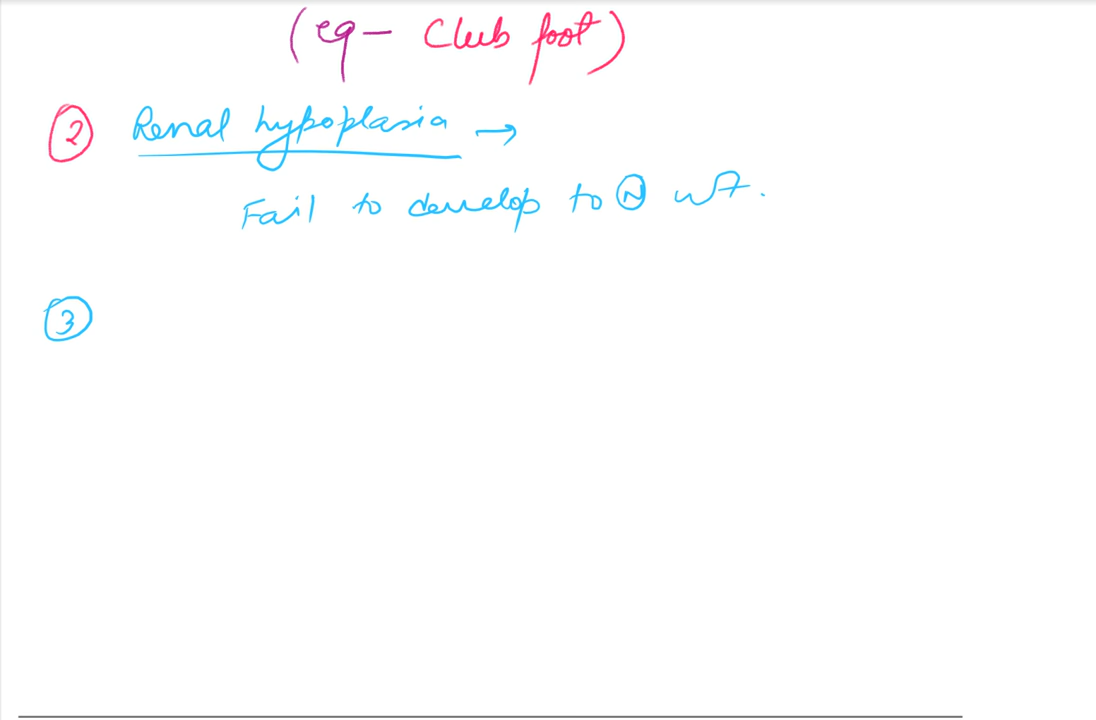 (eg - Club foot)
② Renal hypoplasia →
Fail to develop to Ⓝ wt.
③